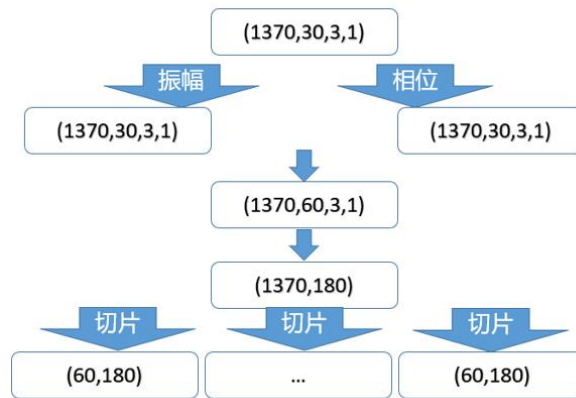 (1370,30,3,1)
振幅
相位
(1370,30,3,1)
(1370,30,3,1)
(1370,60,3,1)
(1370,180)
切片
切片
切片
(60,180)
...
(60,180)